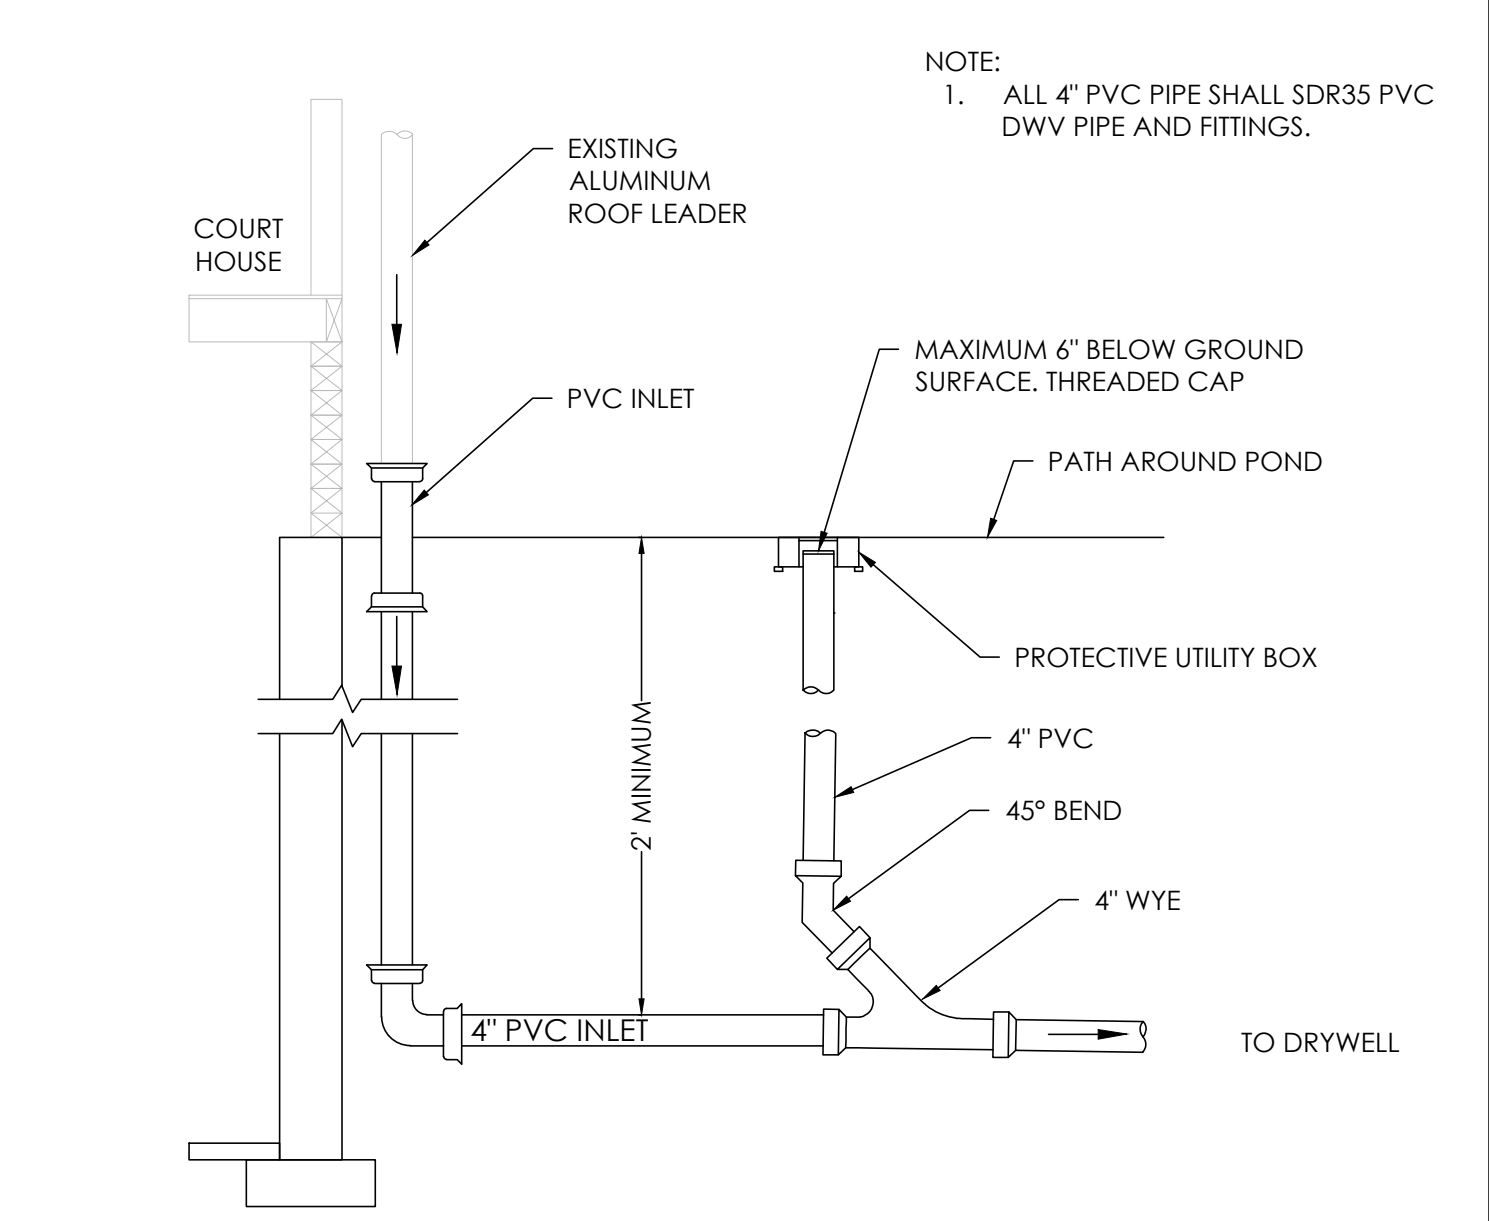 NOTE:
1. ALL 4" PVC PIPE SHALL SDR35 PVC
DWV PIPE AND FITTINGS.
EXISTING
ALUMINUM
ROOF LEADER
COURT
HOUSE
MAXIMUM 6" BELOW GROUND
SURFACE. THREADED CAP
PVC INLET
PATH AROUND POND
PROTECTIVE UTILITY BOX
2' MINIMUM
4" PVC
45° BEND
4" WYE
4" PVC INLET
TO DRYWELL